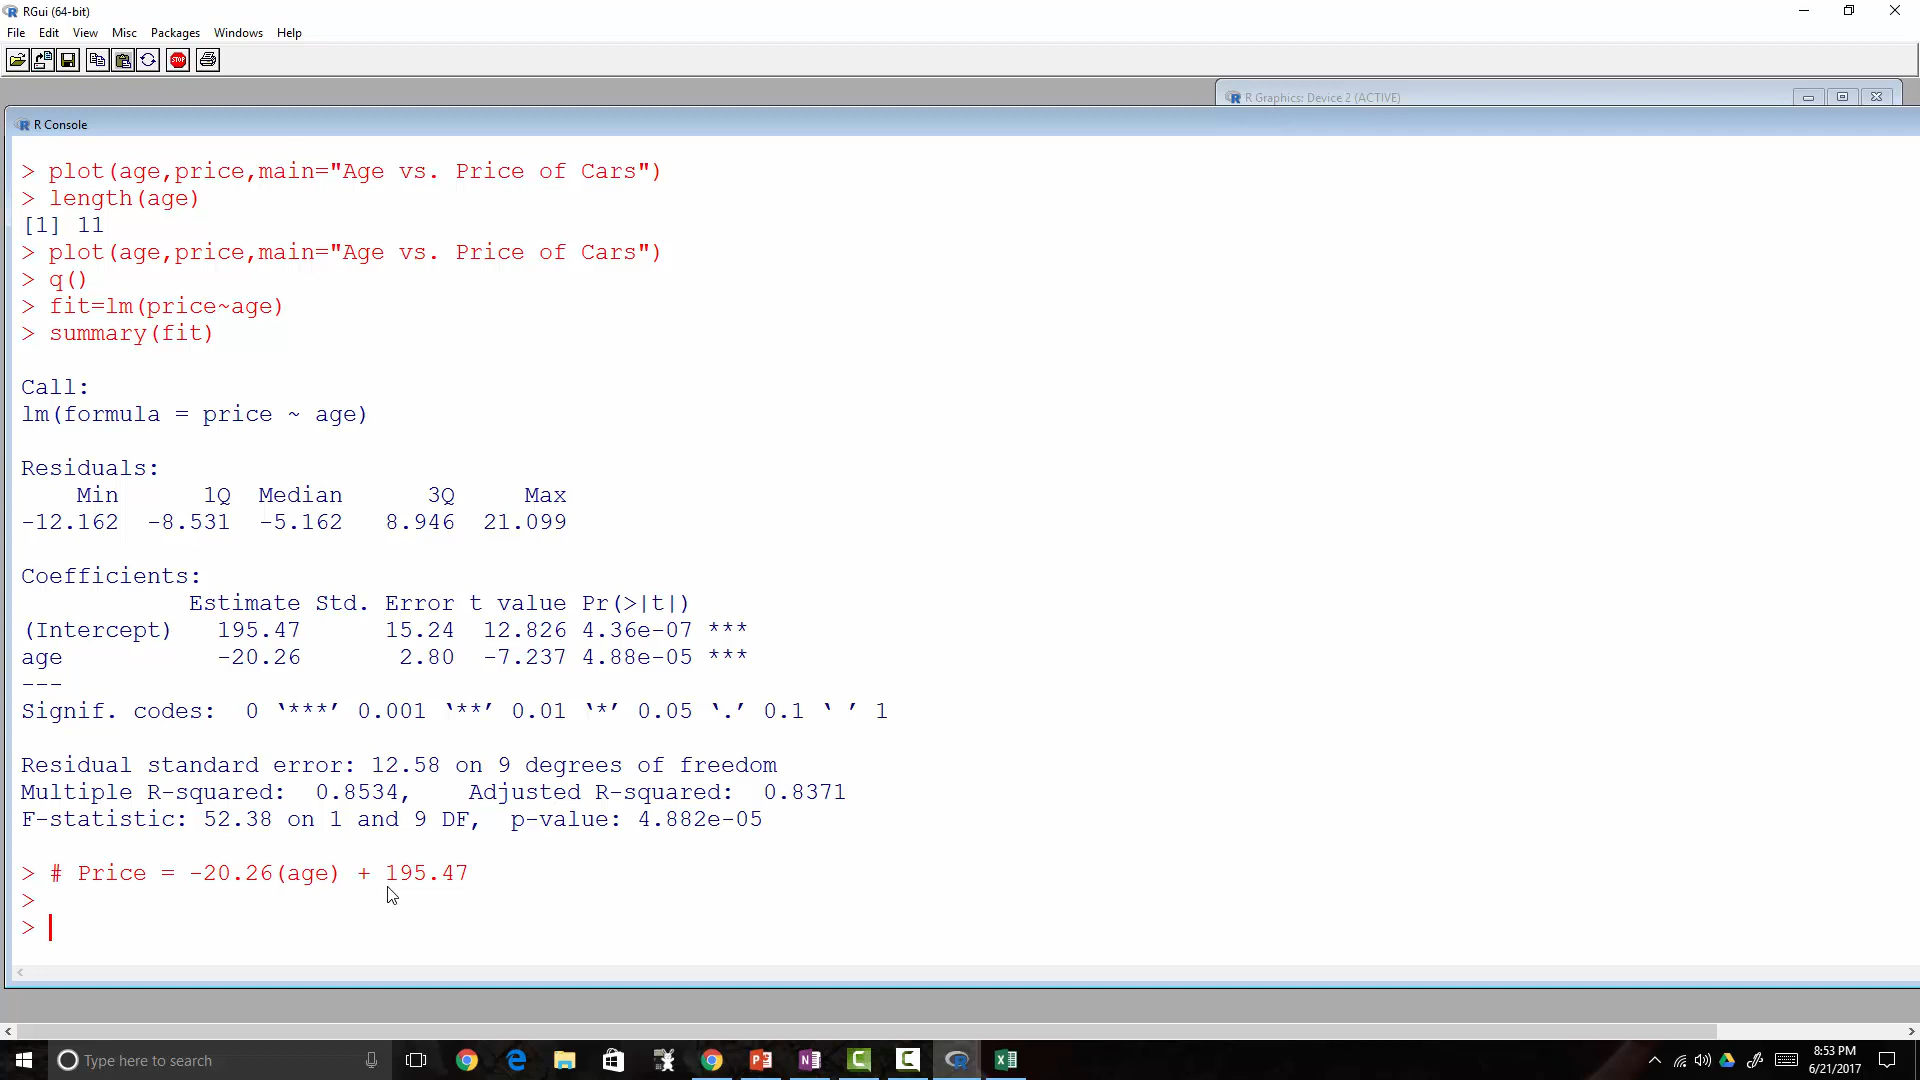 RGui (64-bit)
File Edit View Misc Packages Windows Help
STOP
R Graphics: Device 2 (ACTIVE)
R Console
> plot(age,price,main="Age vs. Price of Cars")
> length(age)
[1] 11
> plot(age,price,main="Age vs. Price of Cars")
> q()
> fit=lm(price~age)
> summary(fit)
Call:
lm(formula = price ~ age)
Residuals:
Min 1Q Median 3Q Max
-12.162 -8.531 -5.162 8.946 21.099
Coefficients:
Estimate Std. Error t value Pr(>|t|)
(Intercept) 195.47 15.24 12.826 4.36e-07 ***
age -20.26 2.80 -7.237 4.88e-05 ***
---
Signif. codes: 0 ‘***’ 0.001 ‘**’ 0.01 ‘*’ 0.05 ‘.’ 0.1 ‘ ’ 1
Residual standard error: 12.58 on 9 degrees of freedom
Multiple R-squared: 0.8534, Adjusted R-squared: 0.8371
F-statistic: 52.38 on 1 and 9 DF, p-value: 4.882e-05
> # Price = -20.26(age) + 195.47
>
>
Type here to search
8:53 PM
6/21/2017